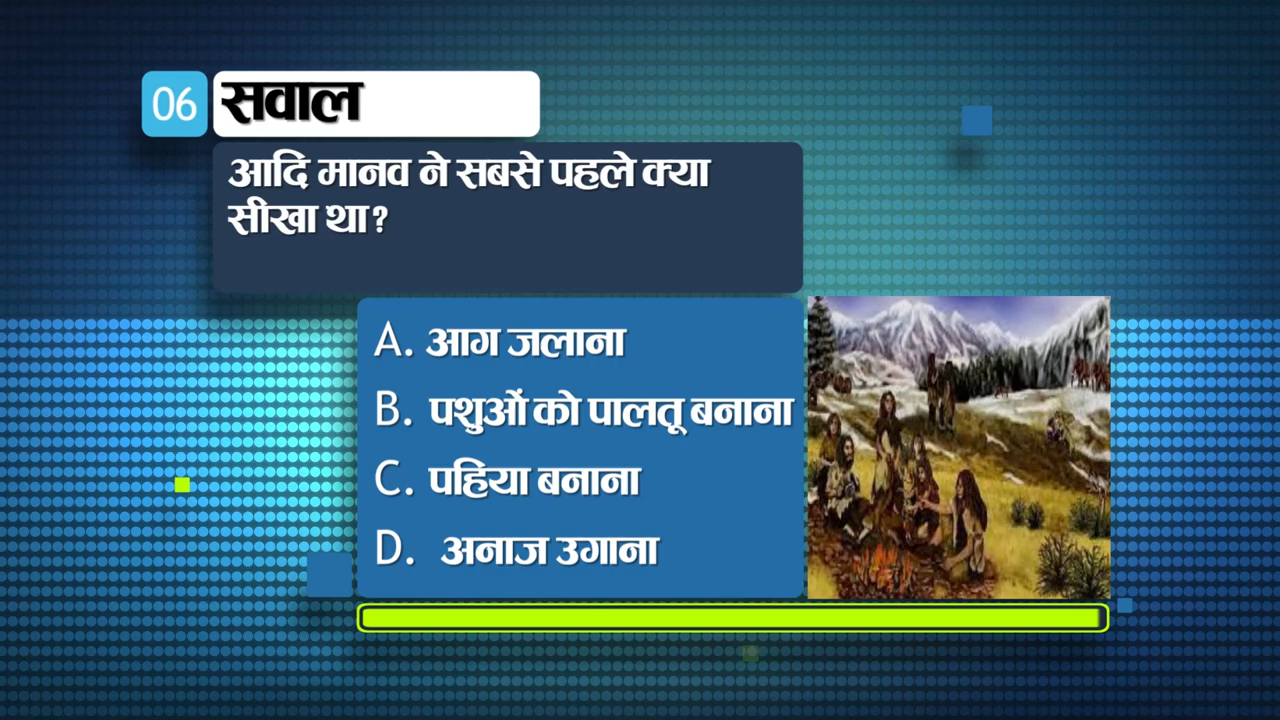 06 सवाल
आदि मानव ने सबसे पहले क्या
सीखा था?
A. आग जलाना
B. पशुओं को पालतू बनाना
C. पहिया बनाना
D. अनाज उगाना